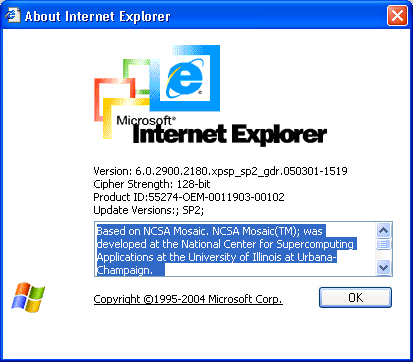 About Internet Explorer
Microsoft®
Internet Explorer
Version: 6.0.2900.2180.xpsp_sp2_gdr.050301-1519
Cipher Strength: 128-bit
Product ID:55274-OEM-0011903-00102
Update Versions:; SP2;
Based on NCSA Mosaic. NCSA Mosaic(TM); was
developed at the National Center for Supercomputing
Applications at the University of Illinois at Urbana-
Champaign.
Copyright ©1995-2004 Microsoft Corp.
OK